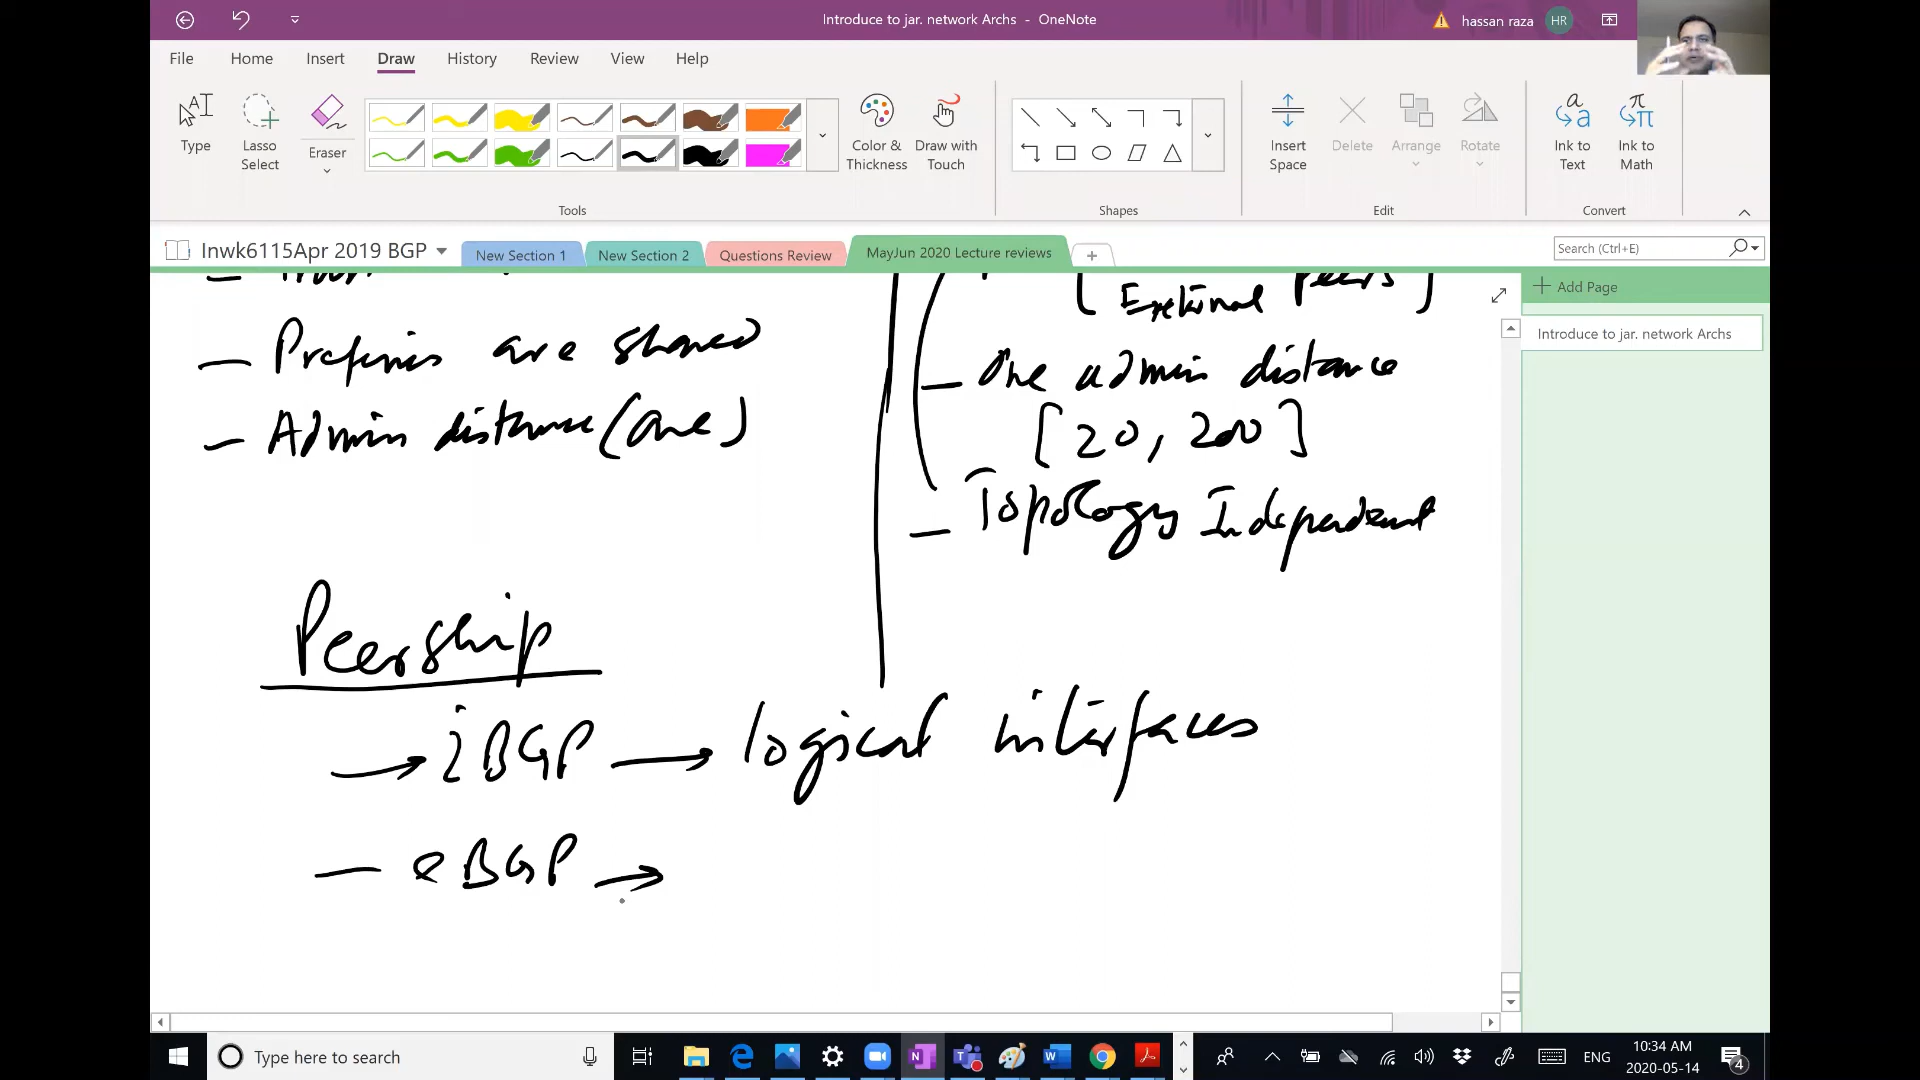 Introduce to jar. network Archs - OneNote
hassan raza HR
File Home Insert Draw History Review View Help
Type
Lasso Select
Eraser
Color & Thickness
Draw with Touch
Insert Space
Delete
Arrange
Rotate
Ink to Text
Ink to Math
Tools Shapes Edit Convert
Inwk6115Apr 2019 BGP
New Section 1 New Section 2 Questions Review MayJun 2020 Lecture reviews +
Search (Ctrl+E)
Add Page
Introduce to jar. network Archs
- Prefixes are shared
- Admin distance (one)
[External Peers]
- One admin distance
[20, 200]
- Topology Independent
Peership
→ iBGP → logical interfaces
- eBGP →
Type here to search
ENG
10:34 AM
2020-05-14
4